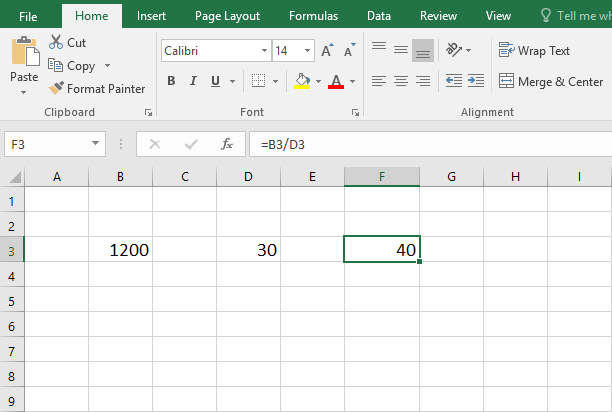 File Home Insert Page Layout Formulas Data Review View Tell me wh
Paste
Cut
Copy
Format Painter
Clipboard
Calibri 14 A A
B I U A
Font
ab
Wrap Text
Merge & Center
Alignment
F3 fx =B3/D3
A B C D E F G H I
1
2
3 1200 30 40
4
5
6
7
8
9